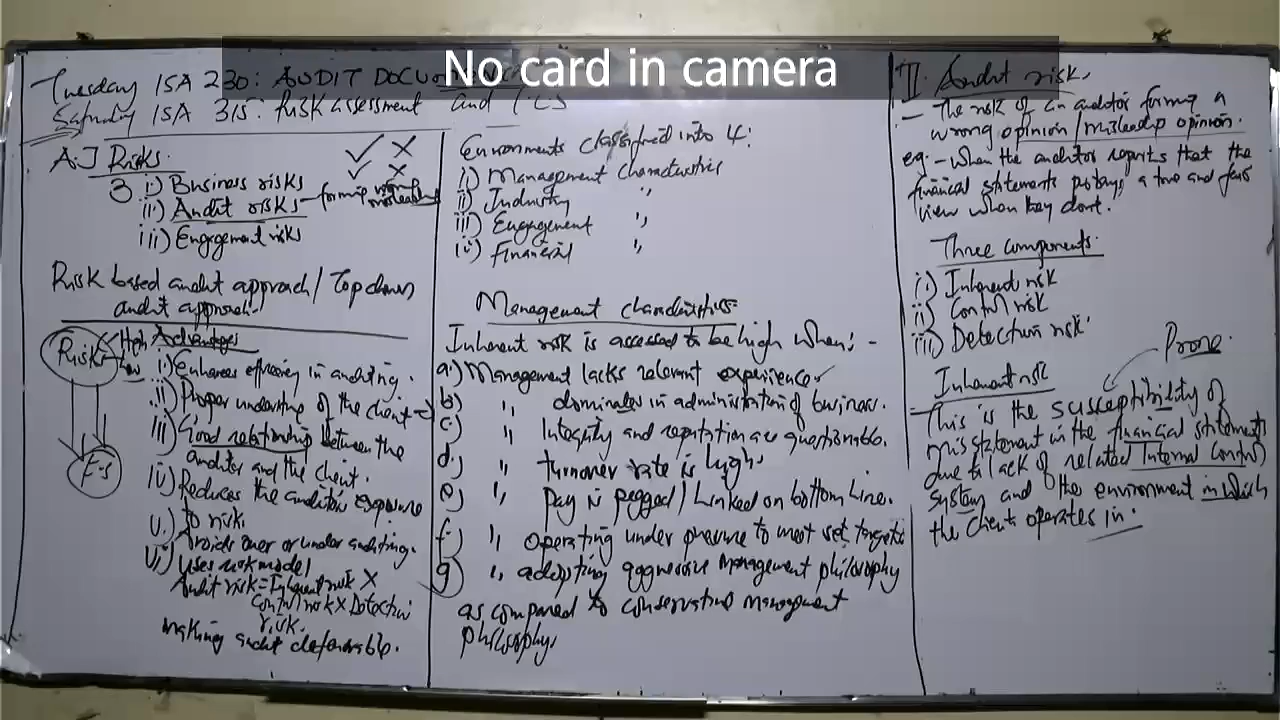 No card in camera
Tuesday ISA 230: AUDIT DOCU
Saturday ISA 315: Risk Assessment and
A.J Risks
3 i) Business risks
ii) Audit risks - forming wrong
misleading
iii) Engagement risks
Risk based audit approach/Top down
audit approach.
Risks
High
low
F-S
Advantages
i) Enhances efficiency in auditing.
ii) Proper understing of the client
iii) Good relationship between the
auditor and the client.
iv) Reduces the auditors exposure
to risk.
v.) Avoids over or under auditing.
vi) Uses risk model
Audit risk = Inherent risk X
Control risk X Detection
risk.
making audit defensible.
Environments classified into 4:
i) Management characteristics
ii) Industry "
iii) Engagement "
iv) Financial "
Management characteristics
Inherent risk is assessed to be high when: -
a.) Management lacks relevant experience
b) " dominates in administration of business.
c) " Integrity and reputation are questionable.
d.) " turnover rate is high.
e) " Pay is pegged/Linked on bottom line.
f) " operating under pressure to meet set targets
g) " adopting aggressive management philosophy
as compared to conservative management
philosophy.
II. Audit risk.
- The risk of an auditor forming a
wrong opinion/misleadg opinion.
eg. - When the auditor reports that the
financial statements portrays a true and fair
view when they dont.
Three components.
i) Inherent risk
ii) Control risk
iii) Detection risk.
Prone.
Inherent risk
- This is the susceptibility of
misstatement in the financial statements
due to lack of related Internal Control
system and the environment in which
the client operates in.